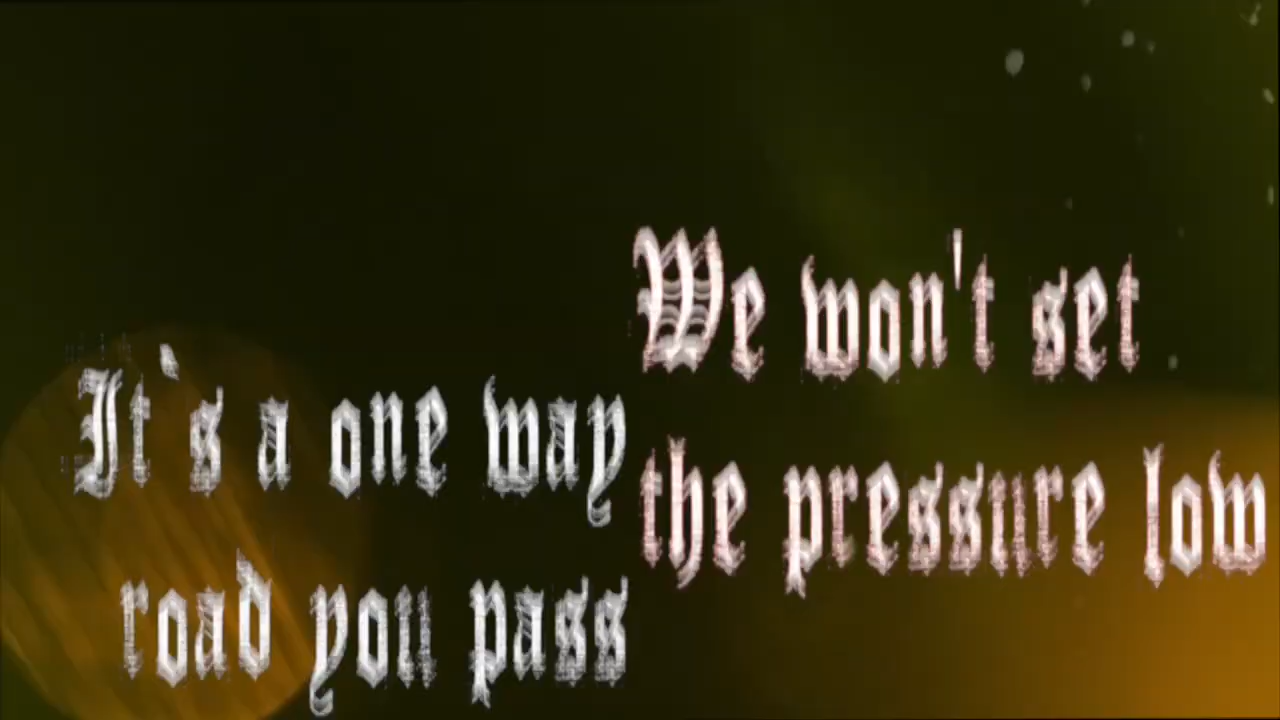 It`s a one way
road you pass
We won't set
the pressure low